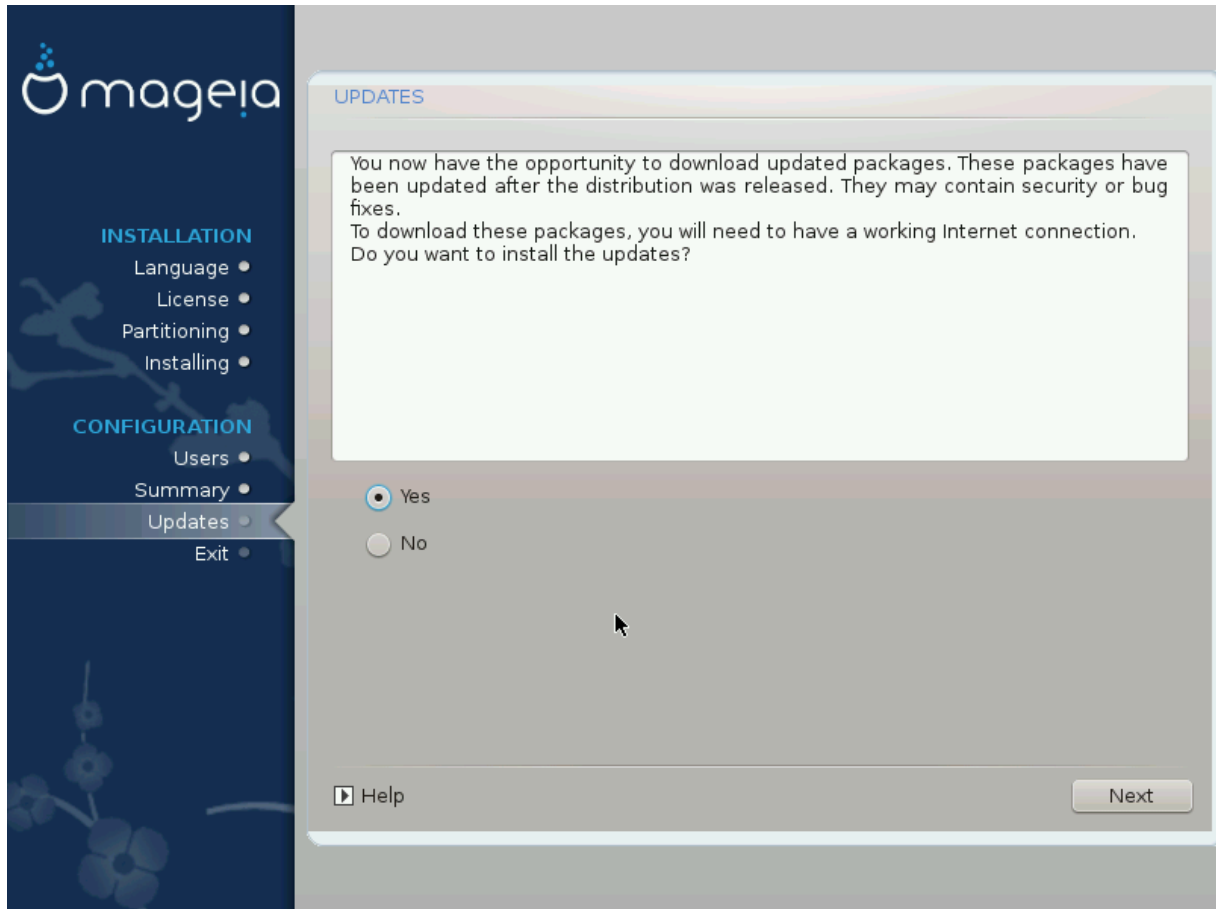 mageia
INSTALLATION
Language
License
Partitioning
Installing
CONFIGURATION
Users
Summary
Updates
Exit
UPDATES
You now have the opportunity to download updated packages. These packages have
been updated after the distribution was released. They may contain security or bug
fixes.
To download these packages, you will need to have a working Internet connection.
Do you want to install the updates?
Yes
No
Help
Next